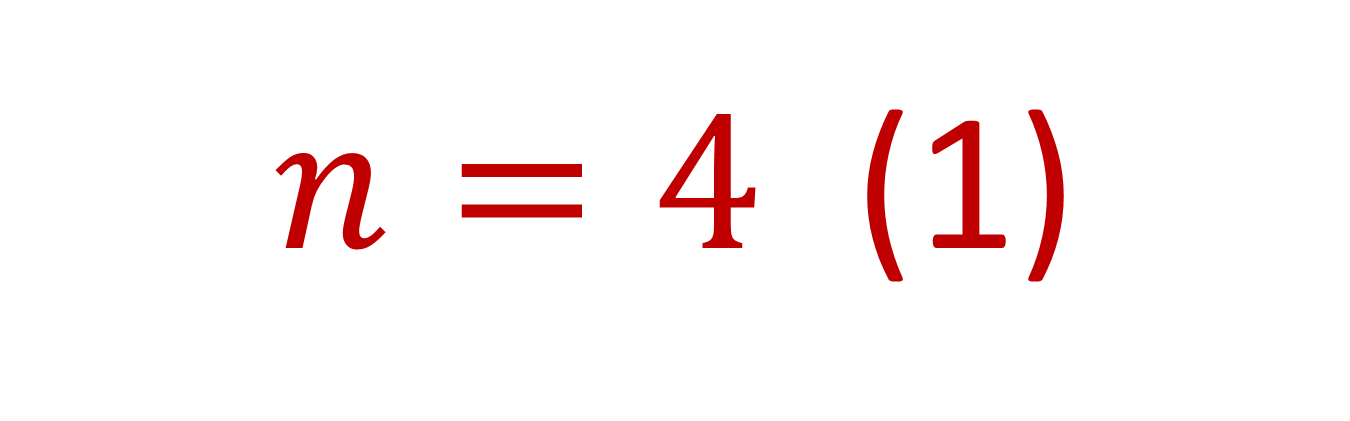 n = 4 (1)